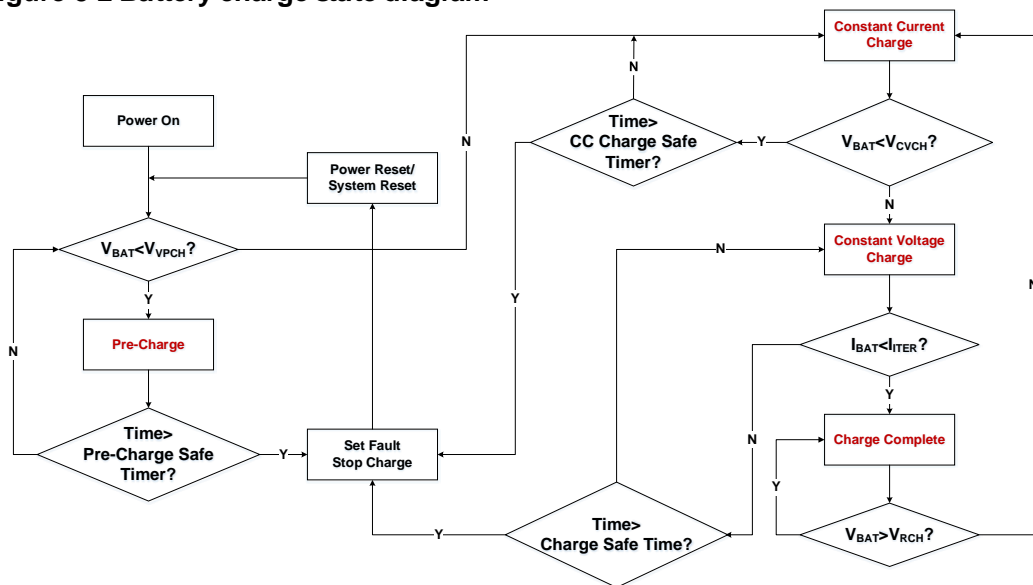 Constant Current
Charge
N
Power On
Time>
CC Charge Safe
Timer?
Y
VBAT<VCVCH?
N
Power Reset/
System Reset
N
Constant Voltage
Charge
N
VBAT<VVPCH?
Y
Y
N
Pre-Charge
N
IBAT<IITER?
Y
N
Time>
Pre-Charge Safe
Timer?
Y
Set Fault
Stop Charge
Charge Complete
Y
Y
Time>
Charge Safe Time?
VBAT>VRCH?